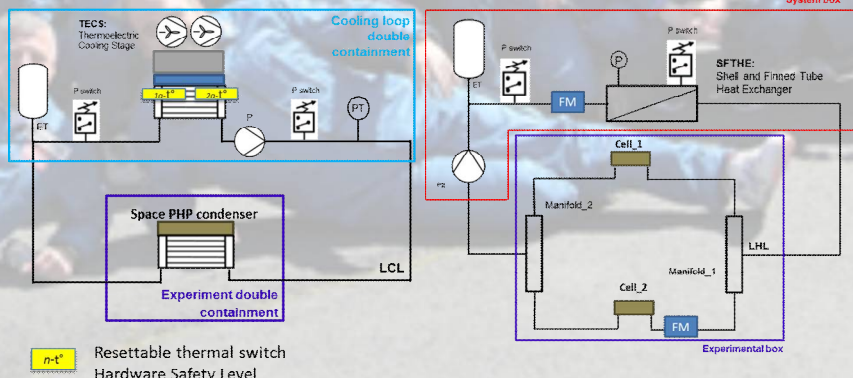 TECS:
Thermoelectric
Cooling Stage
Cooling loop
double
containment
P switch
ET
1α-t°
2α-t°
P
P switch
PT
Space PHP condenser
LCL
Experiment double
containment
n-t°
Resettable thermal switch
Hardware Safety Level
System box
ET
P switch
FM
P
P switch
SFTHE:
Shell and Finned Tube
Heat Exchanger
P2
Cell_1
Manifold_2
LHL
Manifold_1
Cell_2
FM
Experimental box